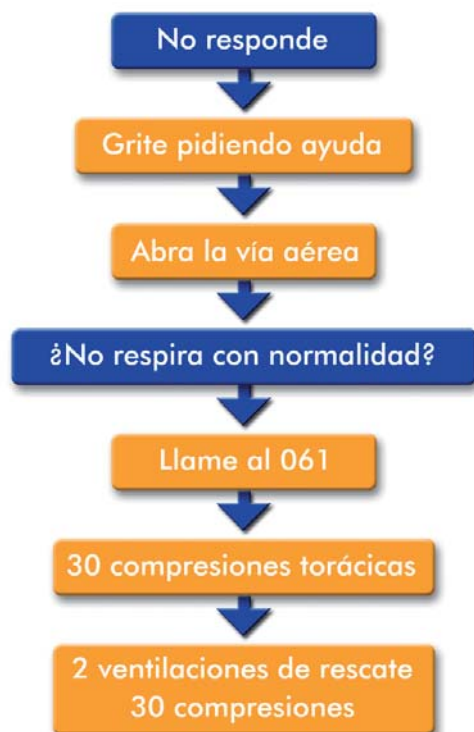 No responde
Grite pidiendo ayuda
Abra la vía aérea
¿No respira con normalidad?
Llame al 061
30 compresiones torácicas
2 ventilaciones de rescate
30 compresiones